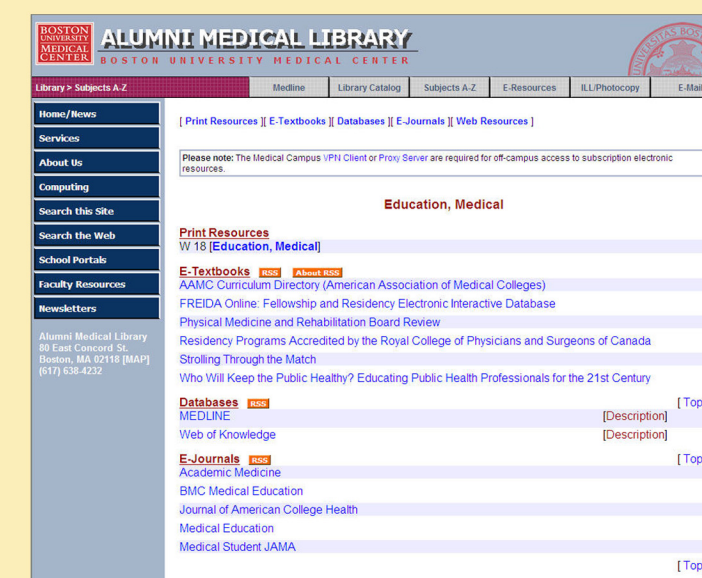 BOSTON
UNIVERSITY
MEDICAL
CENTER
ALUMNI MEDICAL LIBRARY
BOSTON UNIVERSITY MEDICAL CENTER
Library > Subjects A-Z
Medline
Library Catalog
Subjects A-Z
E-Resources
ILL/Photocopy
E-Mail
Home/News
Services
About Us
Computing
Search this Site
Search the Web
School Portals
Faculty Resources
Newsletters
Alumni Medical Library
80 East Concord St.
Boston, MA 02118 [MAP]
(617) 638-4232
[ Print Resources ][ E-Textbooks ][ Databases ][ E-Journals ][ Web Resources ]
Please note: The Medical Campus VPN Client or Proxy Server are required for off-campus access to subscription electronic
resources.
Education, Medical
Print Resources
W 18 [Education, Medical]
E-Textbooks RSS About RSS
AAMC Curriculum Directory (American Association of Medical Colleges)
FREIDA Online: Fellowship and Residency Electronic Interactive Database
Physical Medicine and Rehabilitation Board Review
Residency Programs Accredited by the Royal College of Physicians and Surgeons of Canada
Strolling Through the Match
Who Will Keep the Public Healthy? Educating Public Health Professionals for the 21st Century
Databases RSS [ Top
MEDLINE [Description]
Web of Knowledge [Description]
E-Journals RSS [ Top
Academic Medicine
BMC Medical Education
Journal of American College Health
Medical Education
Medical Student JAMA
[ Top